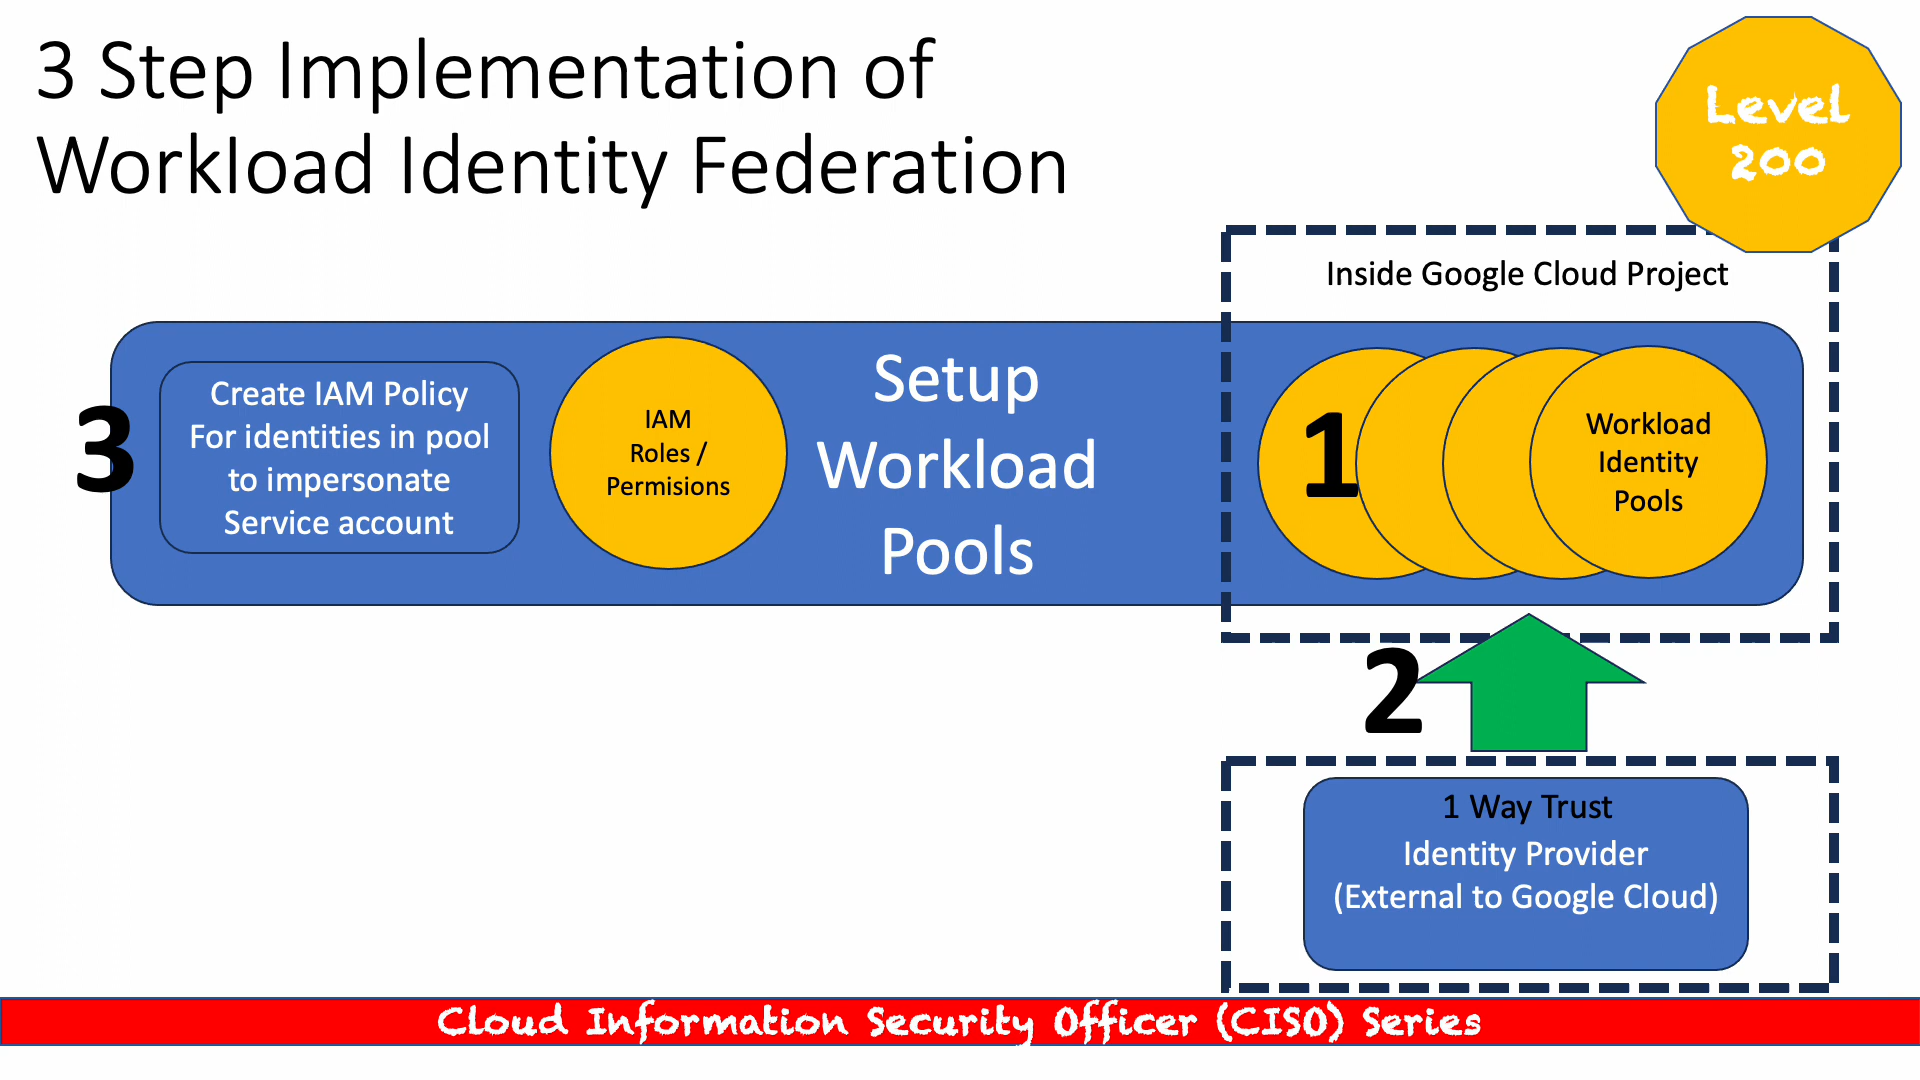 3 Step Implementation of
Workload Identity Federation
Level
200
Inside Google Cloud Project
3
Create IAM Policy
For identities in pool
to impersonate
Service account
IAM
Roles /
Permisions
Setup
Workload
Pools
1
Workload
Identity
Pools
2
1 Way Trust
Identity Provider
(External to Google Cloud)
Cloud Information Security Officer (CISO) Series